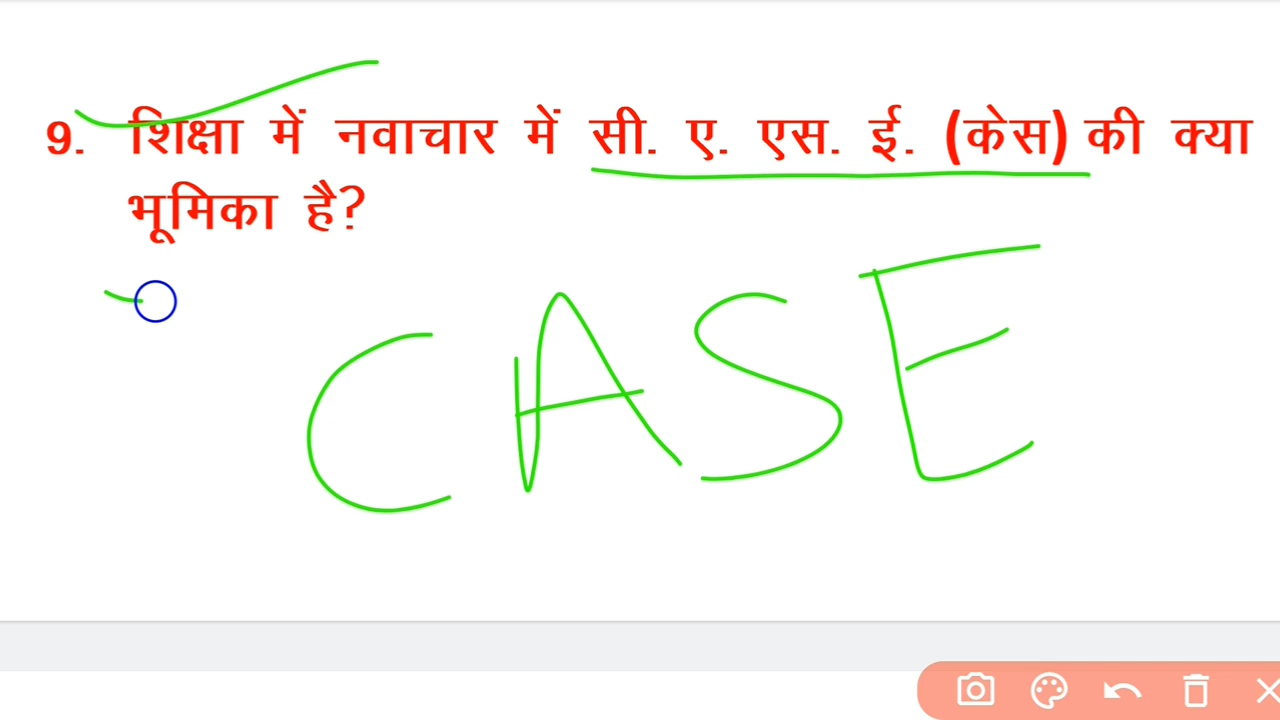 9. शिक्षा में नवाचार में सी. ए. एस. ई. (केस) की क्या
भूमिका है?
CASE